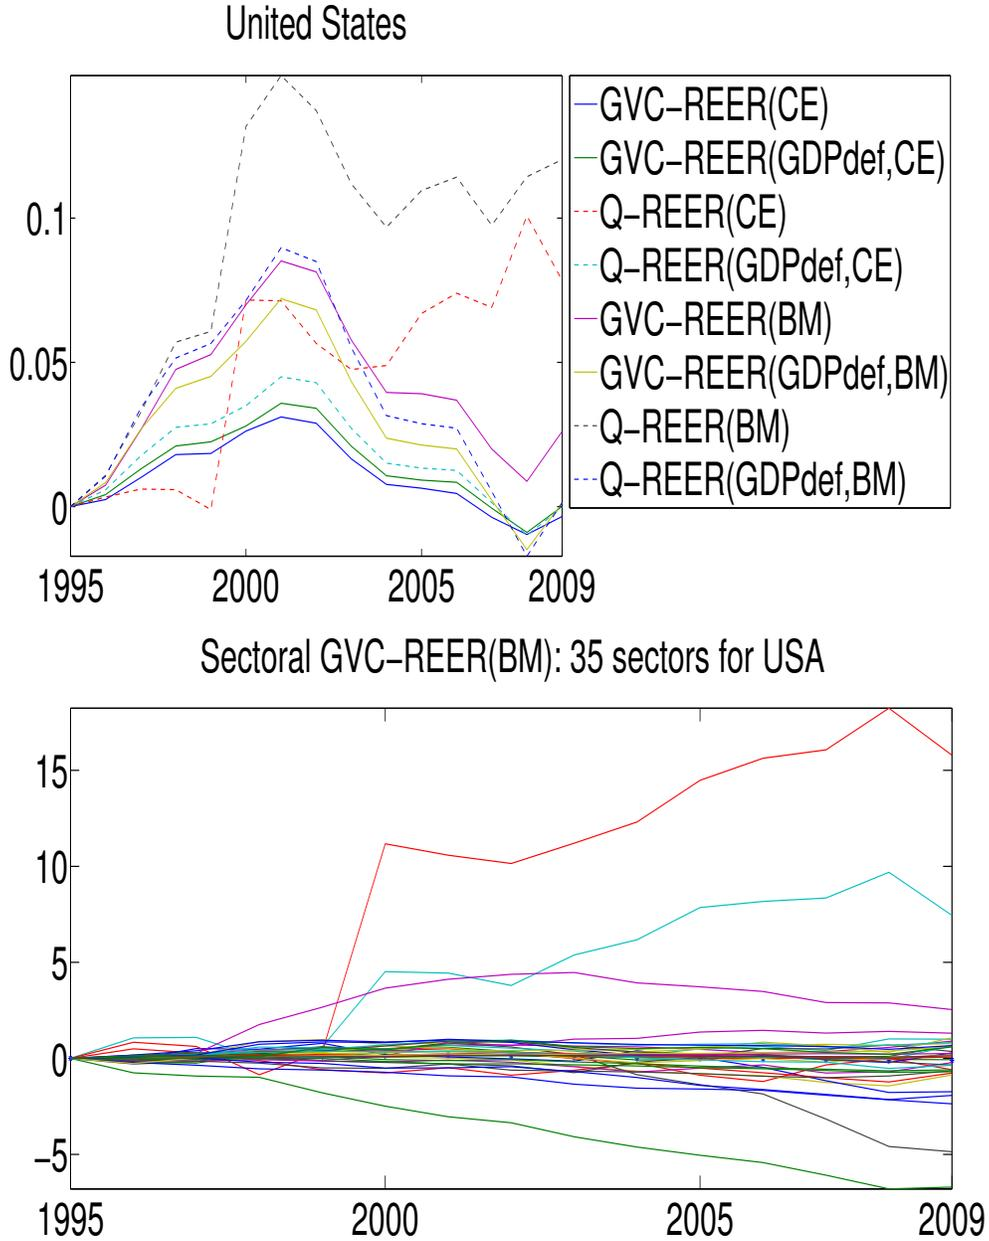 United States
GVC−REER(CE)
GVC−REER(GDPdef,CE)
Q−REER(CE)
Q−REER(GDPdef,CE)
GVC−REER(BM)
GVC−REER(GDPdef,BM)
Q−REER(BM)
Q−REER(GDPdef,BM)
0.1
0.05
0
1995 2000 2005 2009
Sectoral GVC−REER(BM): 35 sectors for USA
15
10
5
0
−5
1995 2000 2005 2009